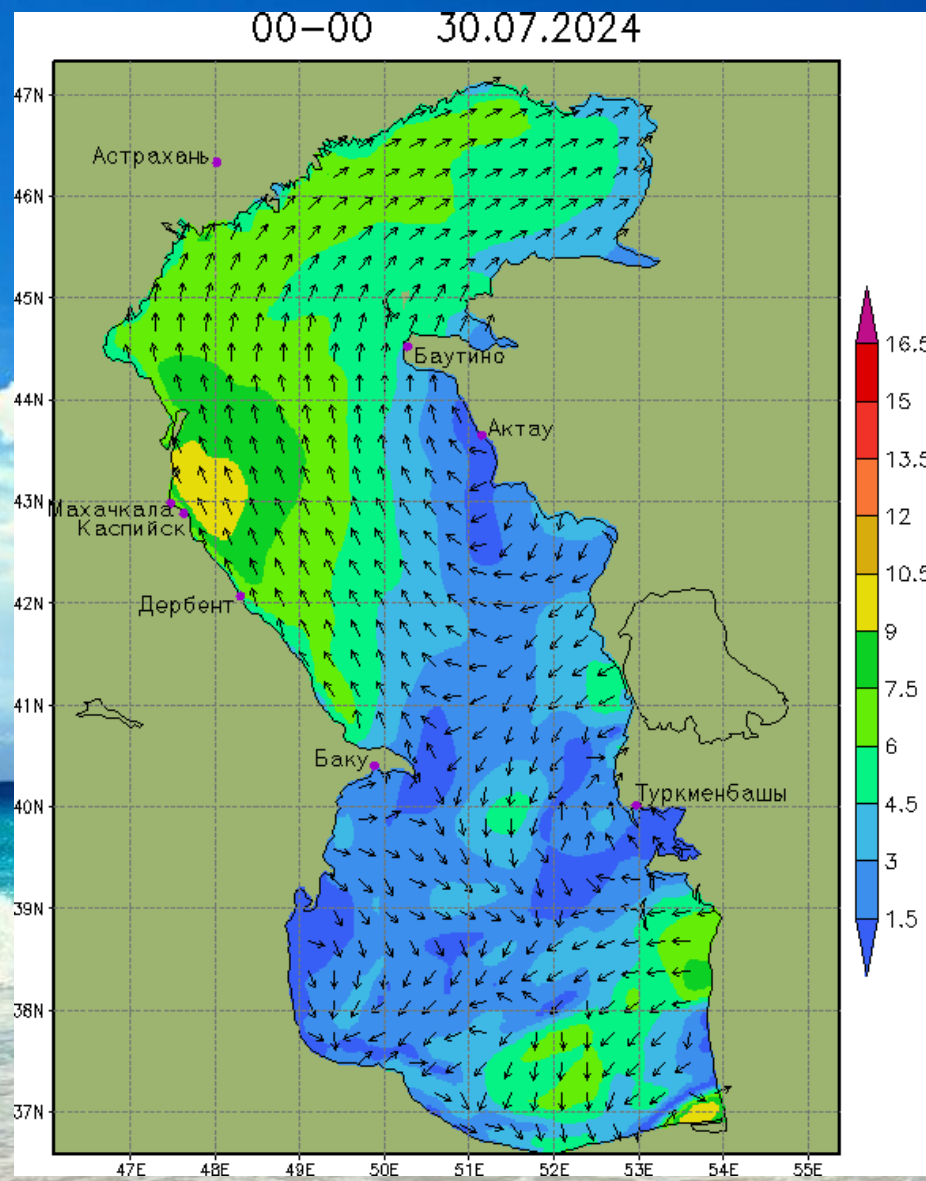 00-00 30.07.2024
47N
Астрахань
46N
45N
16.5
Баутино
15
44N
Актау
13.5
43N
Махачкала
12
Каспийск
10.5
42N
Дербент
9
7.5
41N
6
Баку
Туркменбашы
40N
4.5
3
39N
1.5
38N
37N
47E 48E 49E 50E 51E 52E 53E 54E 55E